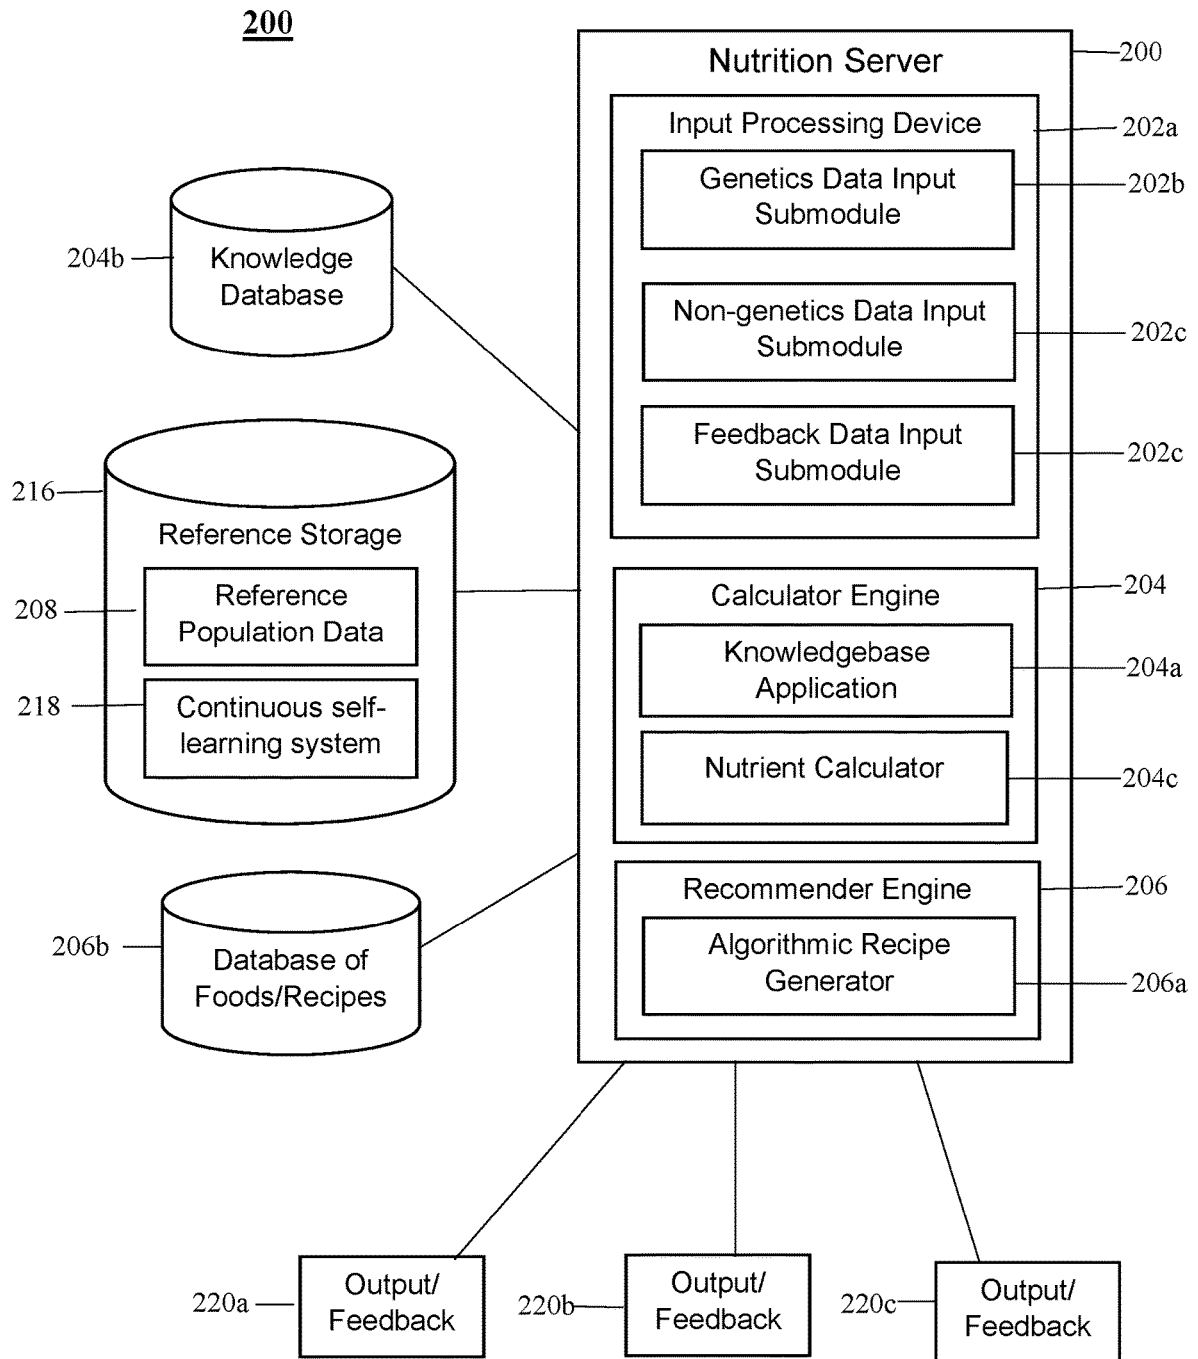 200
Nutrition Server
200
Input Processing Device
202a
Genetics Data Input
Submodule
202b
Non-genetics Data Input
Submodule
202c
Feedback Data Input
Submodule
202c
204b
Knowledge
Database
216
Reference Storage
208
Reference
Population Data
218
Continuous self-
learning system
Calculator Engine
204
Knowledgebase
Application
204a
Nutrient Calculator
204c
206b
Database of
Foods/Recipes
Recommender Engine
206
Algorithmic Recipe
Generator
206a
220a
Output/
Feedback
220b
Output/
Feedback
220c
Output/
Feedback